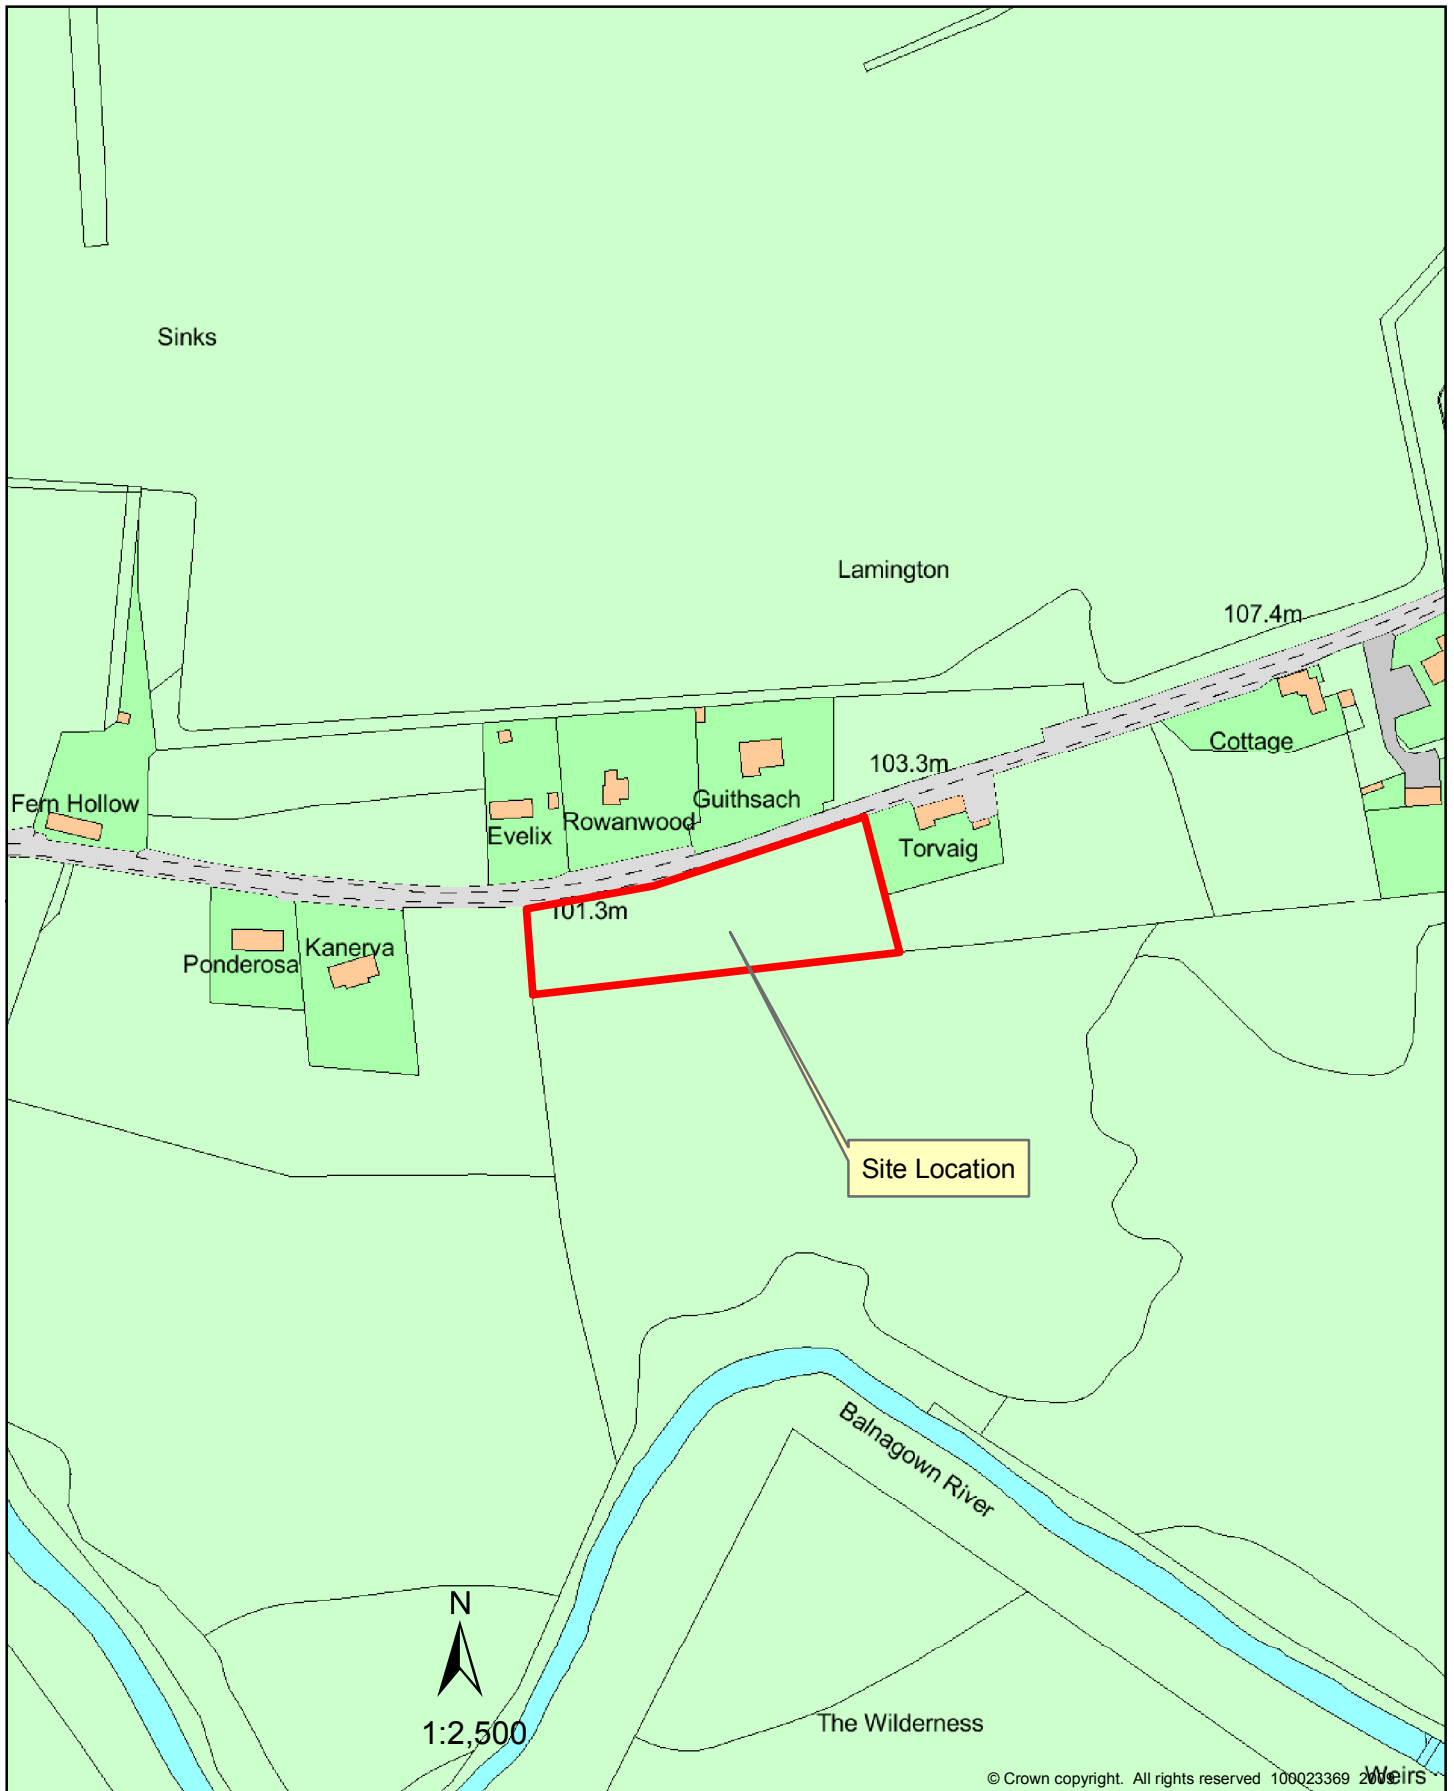 Sinks
Lamington
107.4m
Cottage
103.3m
Fern Hollow
Guithsach
Rowanwood
Evelix
Torvaig
101.3m
Kanerva
Ponderosa
Site Location
Balnagown River
N
1:2,500
The Wilderness
Weirs
© Crown copyright. All rights reserved 100023369 2009